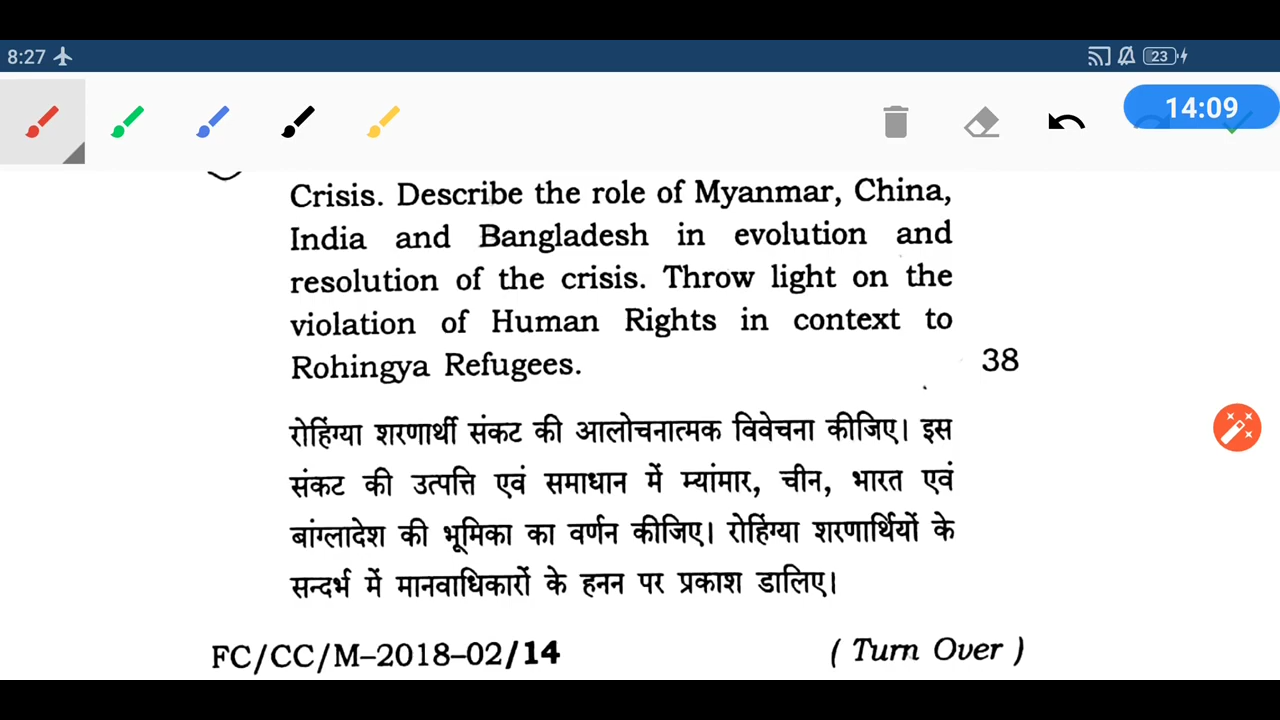 8:27
23
14:09
Crisis. Describe the role of Myanmar, China,
India and Bangladesh in evolution and
resolution of the crisis. Throw light on the
violation of Human Rights in context to
Rohingya Refugees.
38
रोहिंग्या शरणार्थी संकट की आलोचनात्मक विवेचना कीजिए। इस
संकट की उत्पत्ति एवं समाधान में म्यांमार, चीन, भारत एवं
बांग्लादेश की भूमिका का वर्णन कीजिए। रोहिंग्या शरणार्थियों के
सन्दर्भ में मानवाधिकारों के हनन पर प्रकाश डालिए।
FC/CC/M–2018–02/14
( Turn Over )